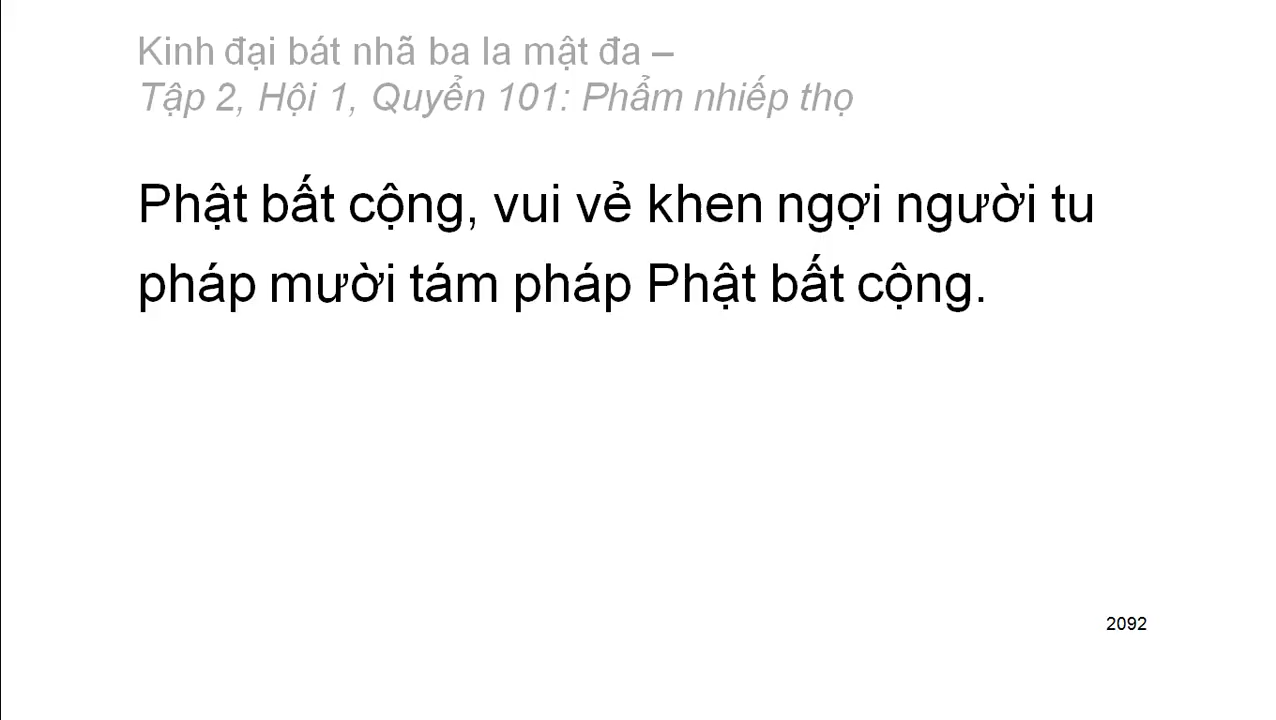 Kinh đại bát nhã ba la mật đa –
Tập 2, Hội 1, Quyển 101: Phẩm nhiếp thọ
Phật bất cộng, vui vẻ khen ngợi người tu
pháp mười tám pháp Phật bất cộng.
2092